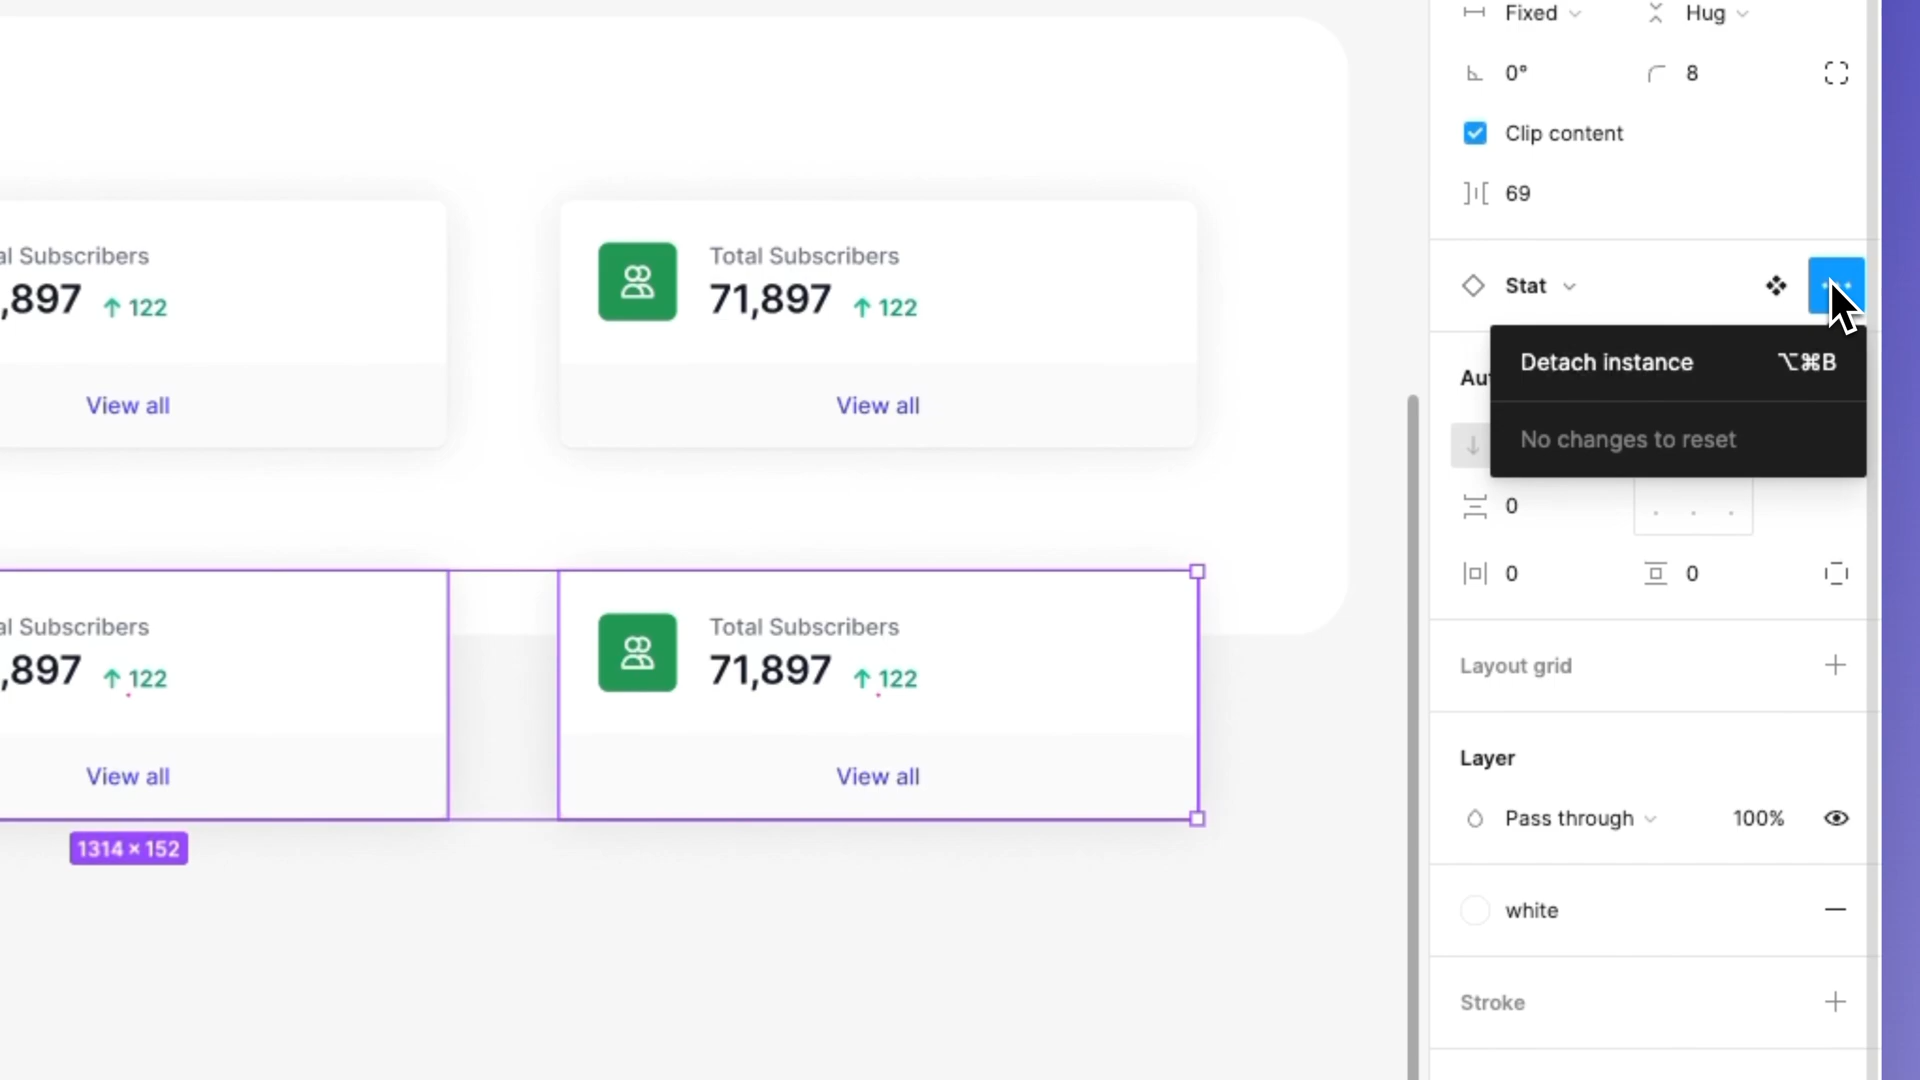 Fixed Hug
0° 8
Clip content
69
al Subscribers
,897 ↑ 122
View all
Total Subscribers
71,897 ↑ 122
View all
Stat
Detach instance ⌥⌘B
No changes to reset
Au
0
0 0
al Subscribers
,897 ↑ 122
View all
Total Subscribers
71,897 ↑ 122
View all
1314 × 152
Layout grid
Layer
Pass through 100%
white
Stroke